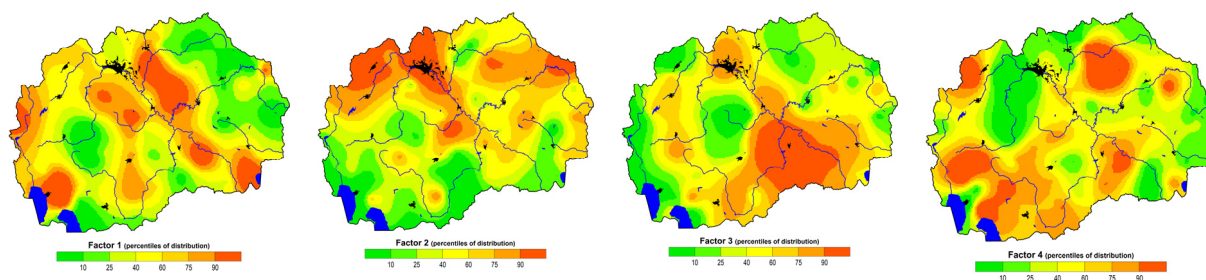 Factor 1 (percentiles of distribution)
10 25 40 60 75 90
Factor 2 (percentiles of distribution)
10 25 40 60 75 90
Factor 3 (percentiles of distribution)
10 25 40 60 75 90
Factor 4 (percentiles of distribution)
10 25 40 60 75 90